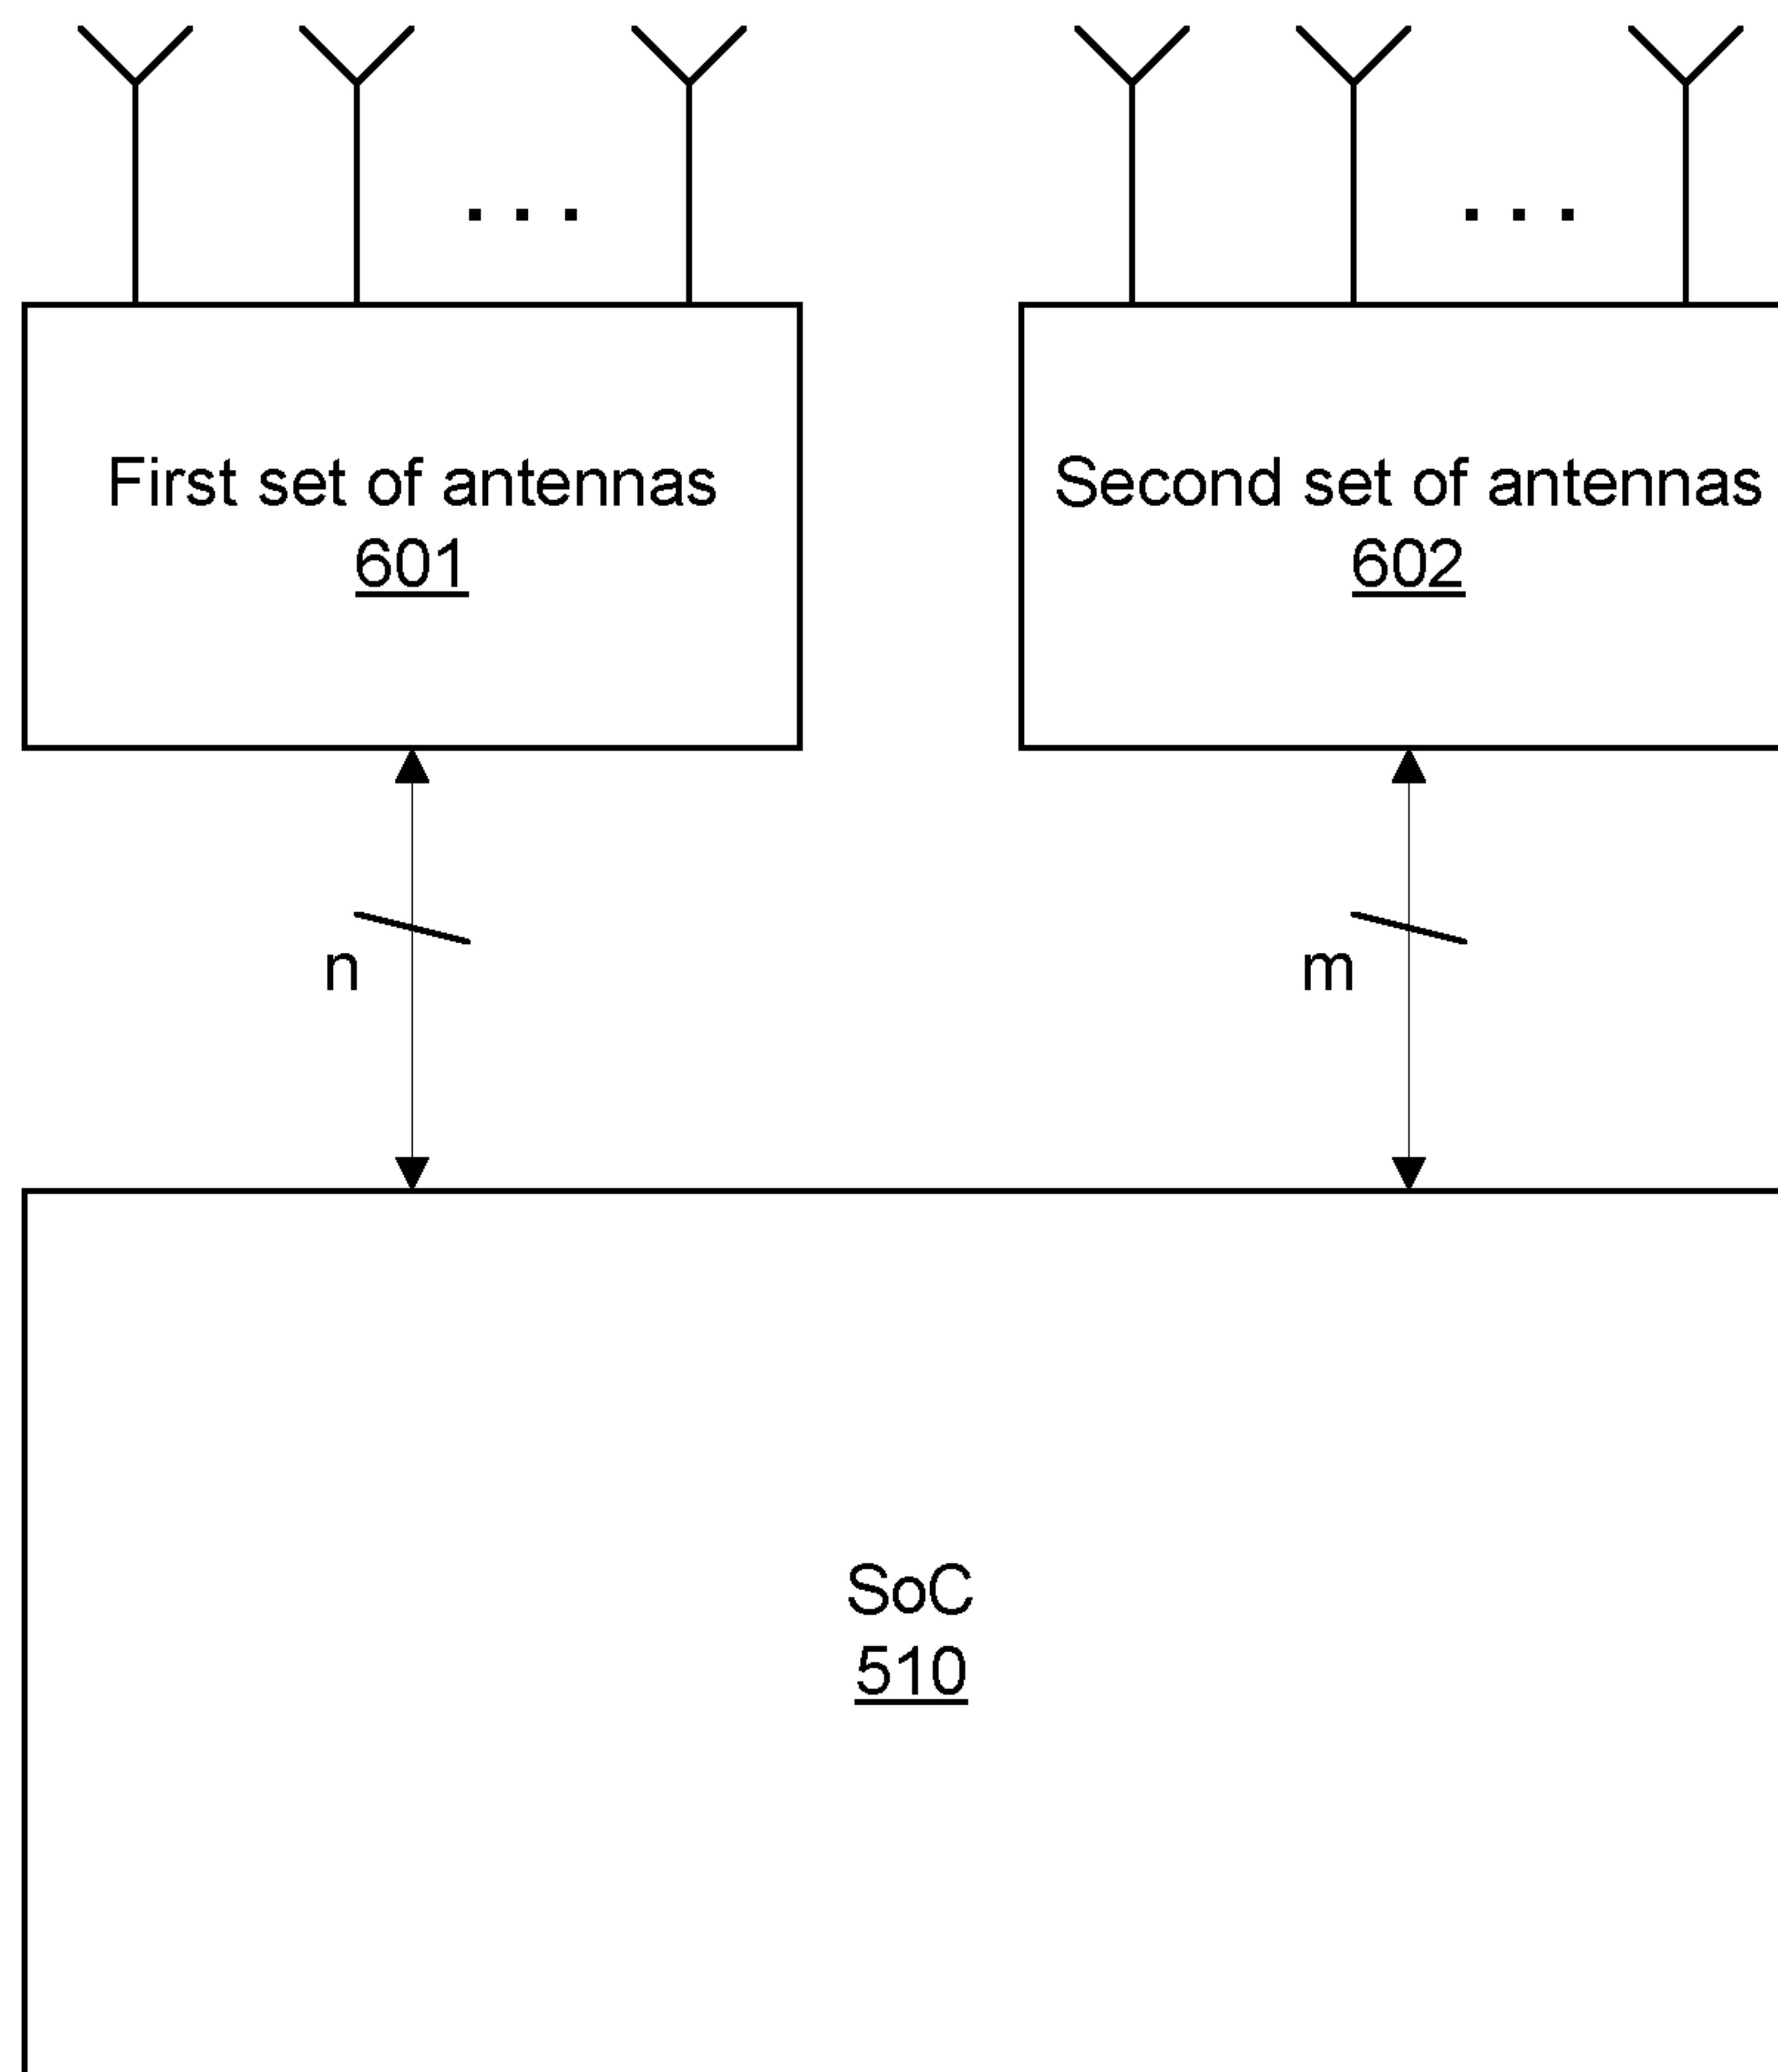 . . .
. . .
First set of antennas
601
Second set of antennas
602
n
m
SoC
510